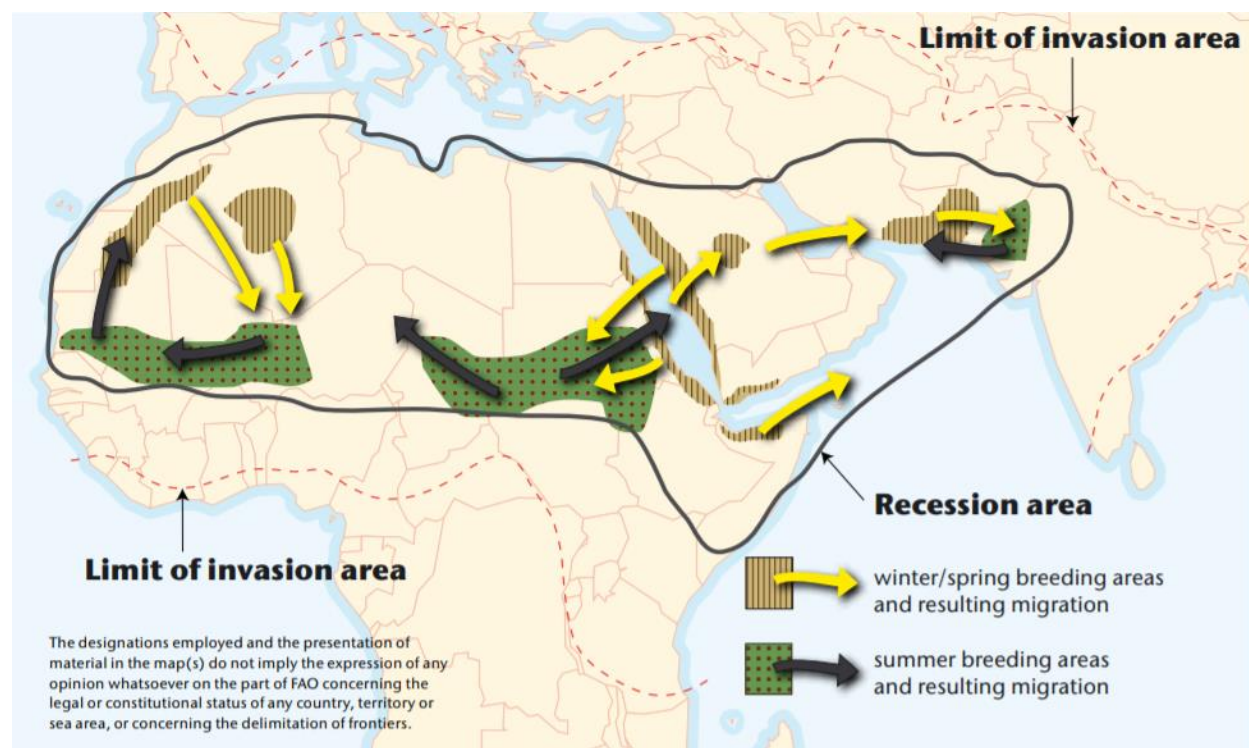 Limit of invasion area
Recession area
Limit of invasion area
winter/spring breeding areas
and resulting migration
summer breeding areas
and resulting migration
The designations employed and the presentation of
material in the map(s) do not imply the expression of any
opinion whatsoever on the part of FAO concerning the
legal or constitutional status of any country, territory or
sea area, or concerning the delimitation of frontiers.